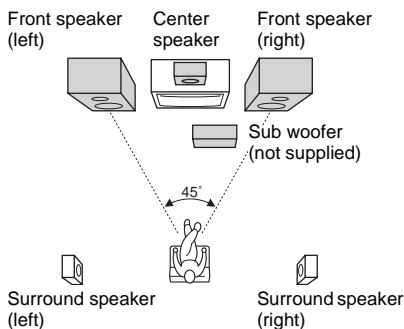 Front speaker
(left)
Center
speaker
Front speaker
(right)
Sub woofer
(not supplied)
45˚
Surround speaker
(left)
Surround speaker
(right)